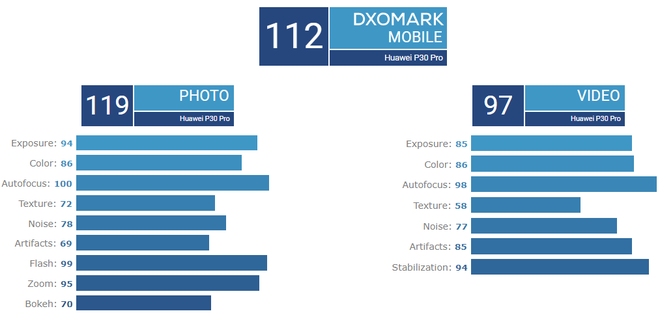 112
DXOMARK
MOBILE
Huawei P30 Pro
119
PHOTO
Huawei P30 Pro
Exposure: 94
Color: 86
Autofocus: 100
Texture: 72
Noise: 78
Artifacts: 69
Flash: 99
Zoom: 95
Bokeh: 70
97
VIDEO
Huawei P30 Pro
Exposure: 85
Color: 86
Autofocus: 98
Texture: 58
Noise: 77
Artifacts: 85
Stabilization: 94